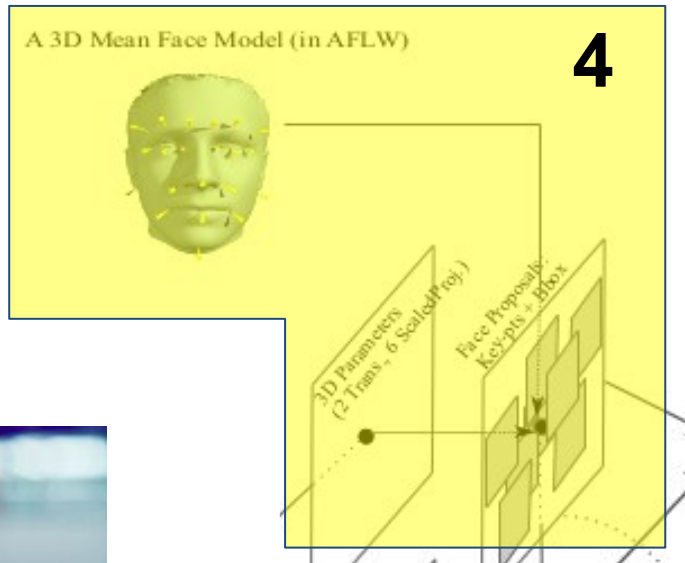 A 3D Mean Face Model (in AFLW)
4
3D Parameters
(2 Trans., 6 ScaledProj.)
Face Proposals:
Key-pts + Bbox